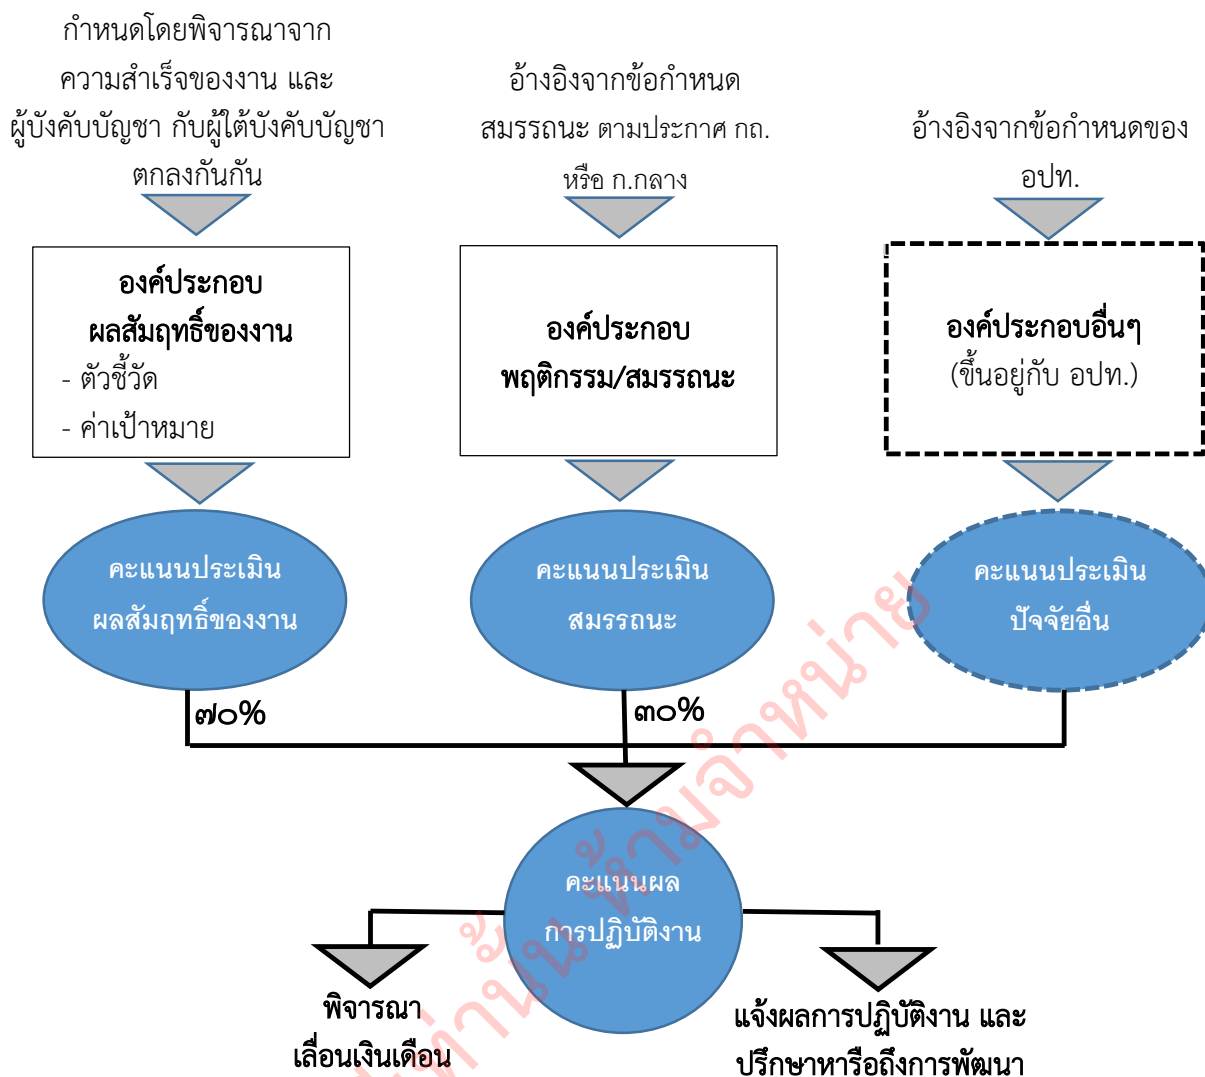 กำหนดโดยพิจารณาจาก
ความสำเร็จของงาน และ
ผู้บังคับบัญชา กับผู้ใต้บังคับบัญชา
ตกลงกันกัน
อ้างอิงจากข้อกำหนด
สมรรถนะ ตามประกาศ กถ.
หรือ ก.กลาง
อ้างอิงจากข้อกำหนดของ
อปท.
องค์ประกอบ
ผลสัมฤทธิ์ของงาน
- ตัวชี้วัด
- ค่าเป้าหมาย
องค์ประกอบ
พฤติกรรม/สมรรถนะ
องค์ประกอบอื่นๆ
(ขึ้นอยู่กับ อปท.)
คะแนนประเมิน
ผลสัมฤทธิ์ของงาน
คะแนนประเมิน
สมรรถนะ
คะแนนประเมิน
ปัจจัยอื่น
๗๐%
๓๐%
คะแนนผล
การปฏิบัติงาน
พิจารณา
เลื่อนเงินเดือน
แจ้งผลการปฏิบัติงาน และ
ปรึกษาหารือถึงการพัฒนา
ท่านั้น ห้ามจำหน่าย